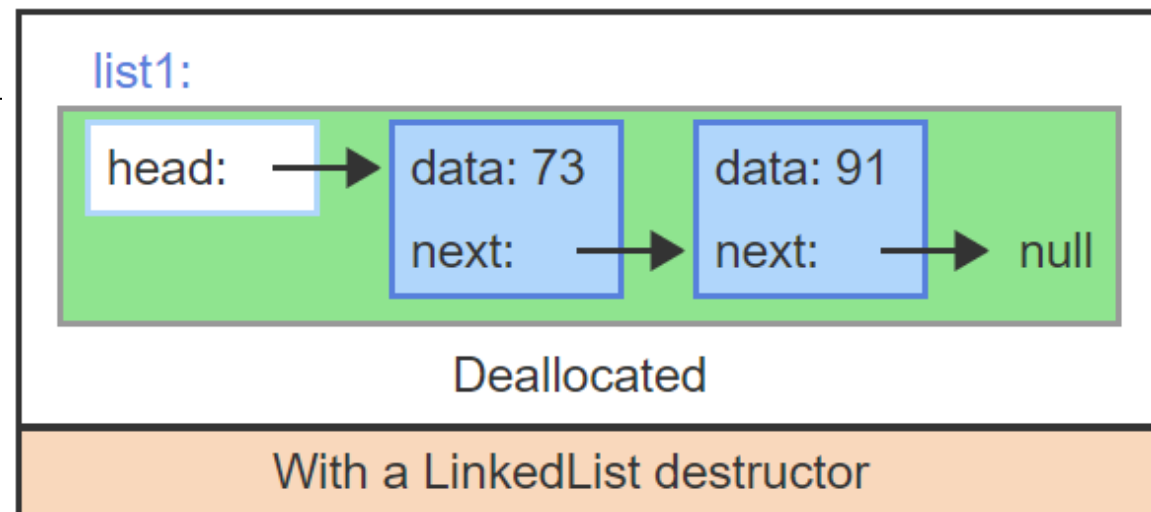 list1:
head: data: 73 data: 91
next: next: null
Deallocated
With a LinkedList destructor